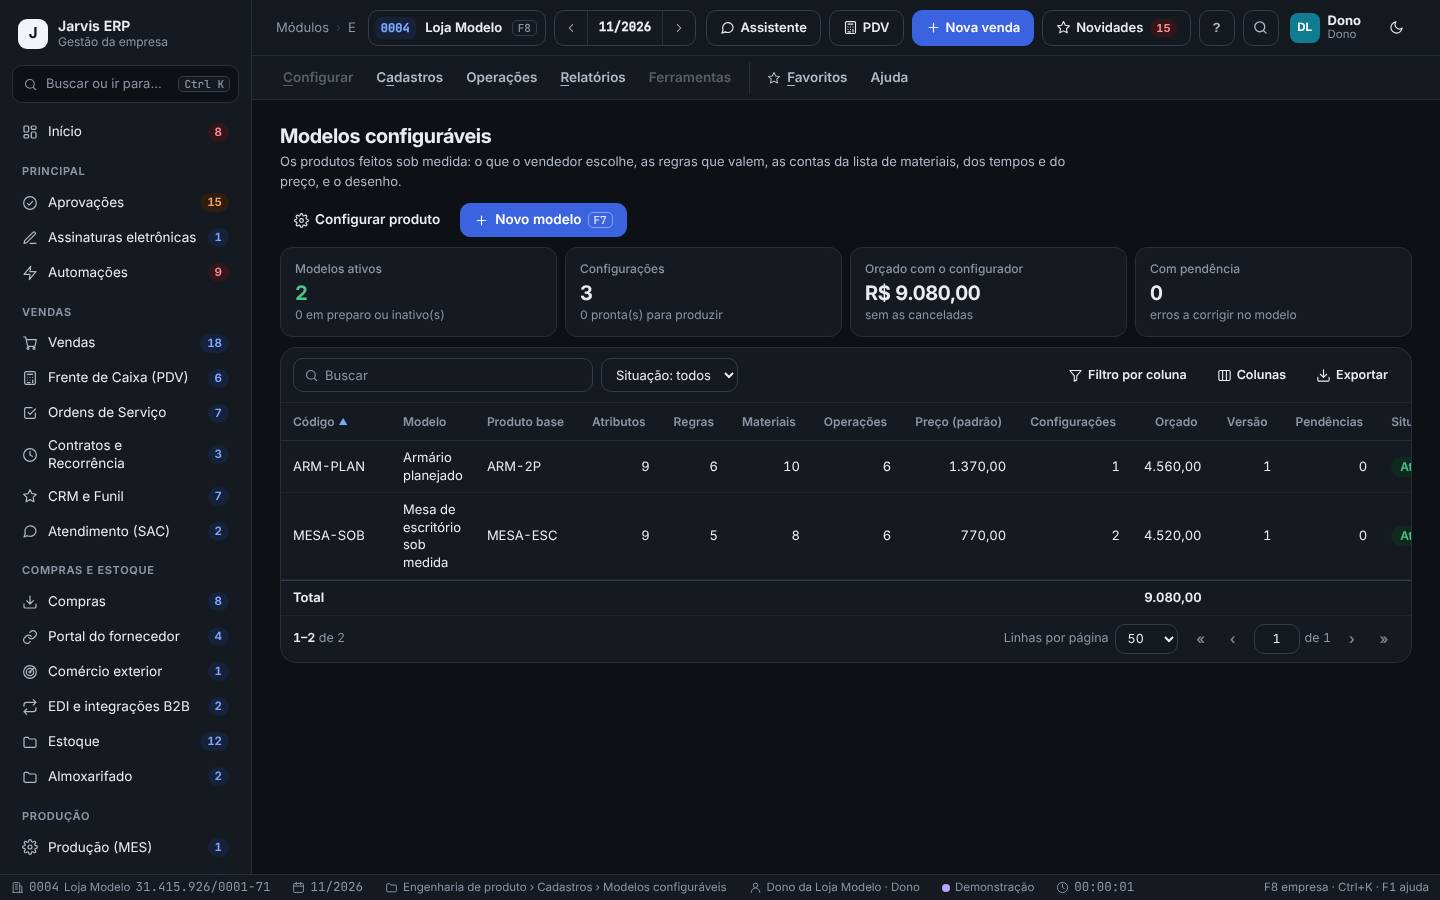 J
Jarvis ERP
Gestão da empresa
Buscar ou ir para... Ctrl K
Início 8
PRINCIPAL
Aprovações 15
Assinaturas eletrônicas 1
Automações 9
VENDAS
Vendas 18
Frente de Caixa (PDV) 6
Ordens de Serviço 7
Contratos e
Recorrência 3
CRM e Funil 7
Atendimento (SAC) 2
COMPRAS E ESTOQUE
Compras 8
Portal do fornecedor 4
Comércio exterior 1
EDI e integrações B2B 2
Estoque 12
Almoxarifado 2
PRODUÇÃO
Produção (MES) 1
Módulos › E
0004 Loja Modelo F8
‹ 11/2026 ›
Assistente
PDV
+ Nova venda
Novidades 15
?
DL
Dono
Dono
Configurar Cadastros Operações Relatórios Ferramentas Favoritos Ajuda
Modelos configuráveis
Os produtos feitos sob medida: o que o vendedor escolhe, as regras que valem, as contas da lista de materiais, dos tempos e do
preço, e o desenho.
Configurar produto
+ Novo modelo F7
Modelos ativos
2
0 em preparo ou inativo(s)
Configurações
3
0 pronta(s) para produzir
Orçado com o configurador
R$ 9.080,00
sem as canceladas
Com pendência
0
erros a corrigir no modelo
Buscar
Situação: todos
Filtro por coluna
Colunas
Exportar
Código ▲ Modelo Produto base Atributos Regras Materiais Operações Preço (padrão) Configurações Orçado Versão Pendências Situ
ARM-PLAN Armário planejado ARM-2P 9 6 10 6 1.370,00 1 4.560,00 1 0 At
MESA-SOB Mesa de escritório sob medida MESA-ESC 9 5 8 6 770,00 2 4.520,00 1 0 At
Total 9.080,00
1–2 de 2
Linhas por página 50 « ‹ 1 de 1 › »
0004 Loja Modelo 31.415.926/0001-71
11/2026
Engenharia de produto › Cadastros › Modelos configuráveis
Dono da Loja Modelo · Dono
Demonstração
00:00:01
F8 empresa · Ctrl+K · F1 ajuda